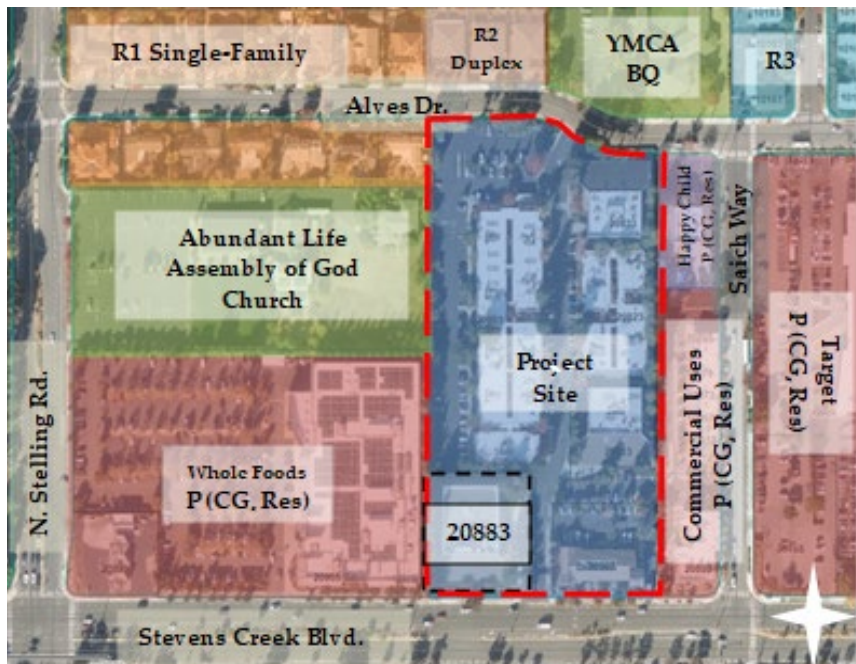 R1 Single-Family
R2
Duplex
YMCA
BQ
R3
Alves Dr.
Abundant Life
Assembly of God
Church
Happy Child
P (CG, Res)
Saich Way
Project
Site
Target
P (CG, Res)
Commercial Uses
P (CG, Res)
N. Stelling Rd.
Whole Foods
P (CG, Res)
20883
Stevens Creek Blvd.